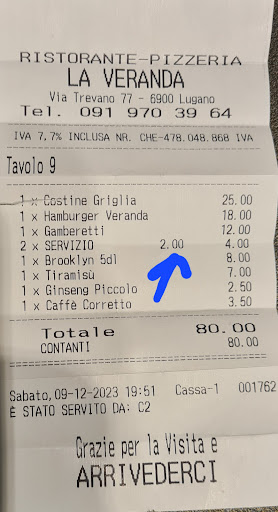 RISTORANTE-PIZZERIA
LA VERANDA
Via Trevano 77 - 6900 Lugano
Tel. 091 970 39 64
IVA 7,7% INCLUSA NR. CHE-478.048.868 IVA
Tavolo 9
1 x Costine Griglia 25.00
1 x Hamburger Veranda 18.00
1 x Gamberetti 12.00
2 x SERVIZIO 2.00 4.00
1 x Brooklyn 5dl 8.00
1 x Tiramisù 7.00
1 x Ginseng Piccolo 2.50
1 x Caffè Corretto 3.50
Totale 80.00
CONTANTI 80.00
Sabato,09-12-2023 19:51 Cassa-1 001762
È STATO SERVITO DA: C2
Grazie per la Visita e
ARRIVEDERCI